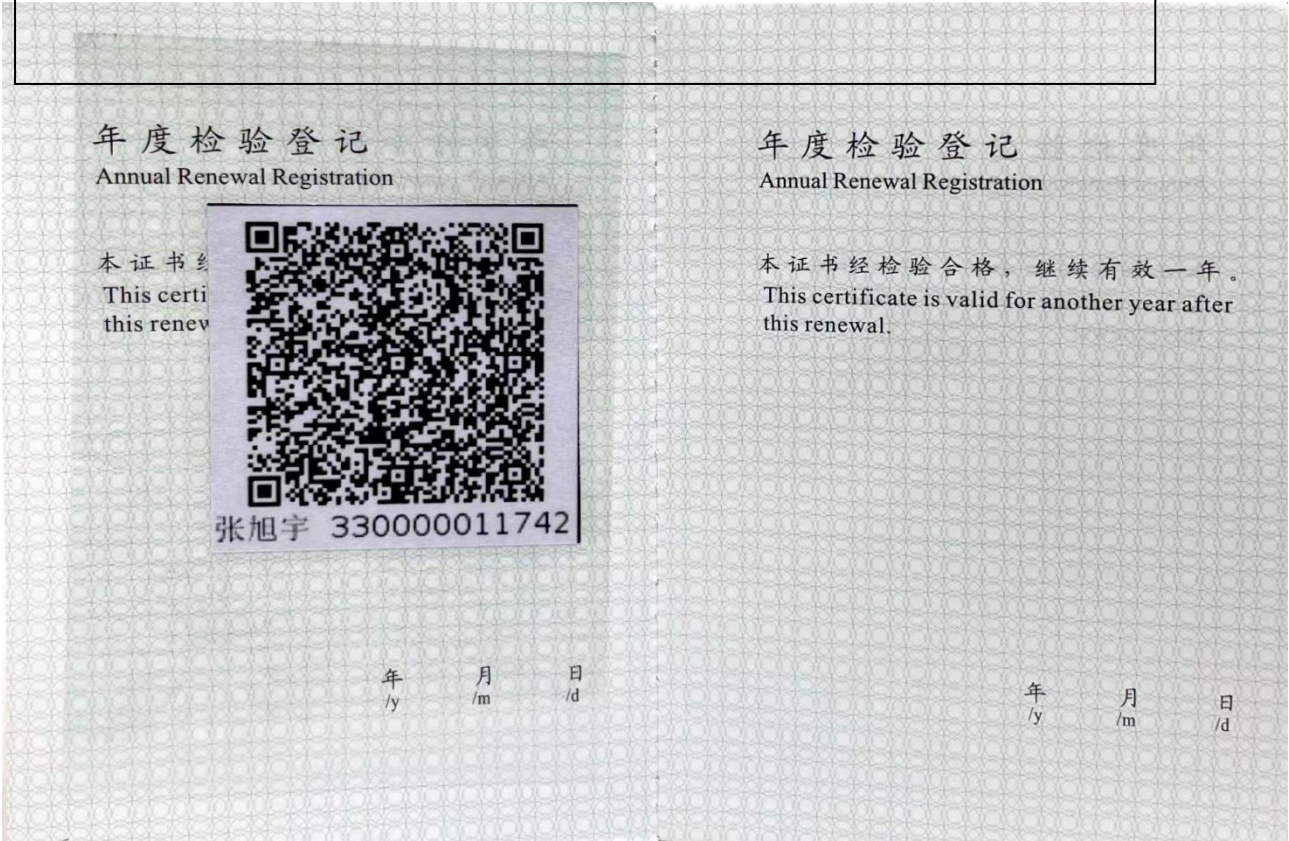 年度检验登记
Annual Renewal Registration
本证书经
This certi
this renew
张旭宇 330000011742
年 月 日
/y /m /d
年度检验登记
Annual Renewal Registration
本证书经检验合格，继续有效一年。
This certificate is valid for another year after
this renewal.
年 月 日
/y /m /d